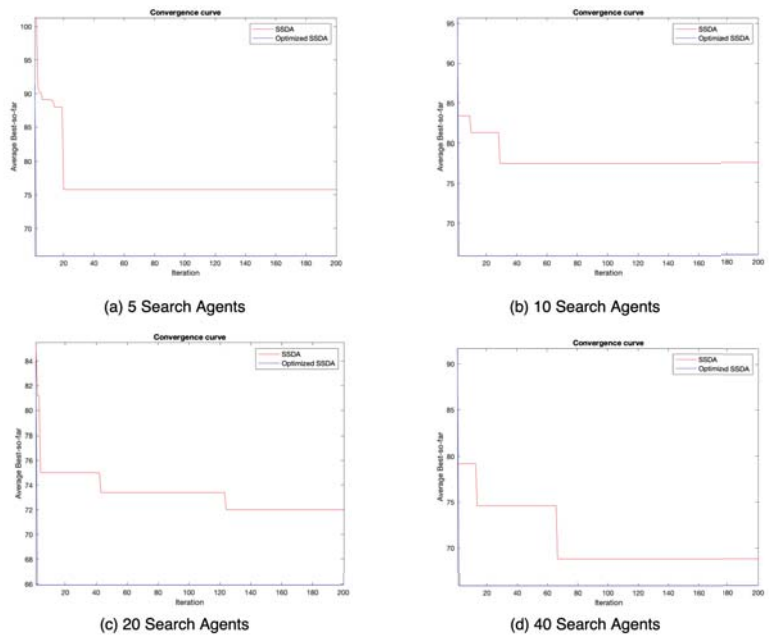 Convergence curve
SSDA
Optimized SSDA
Average Best-so-far
100
95
90
85
80
75
70
20 40 60 80 100 120 140 160 180 200
Iteration
(a) 5 Search Agents
Convergence curve
SSDA
Optimized SSDA
Average Best-so-far
95
90
85
80
75
70
20 40 60 80 100 120 140 160 180 200
Iteration
(b) 10 Search Agents
Convergence curve
SSDA
Optimized SSDA
Average Best-so-far
84
82
80
78
76
74
72
70
68
66
20 40 60 80 100 120 140 160 180 200
Iteration
(c) 20 Search Agents
Convergence curve
SSDA
Optimized SSDA
Average Best-so-far
90
85
80
75
70
20 40 60 80 100 120 140 160 180 200
Iteration
(d) 40 Search Agents